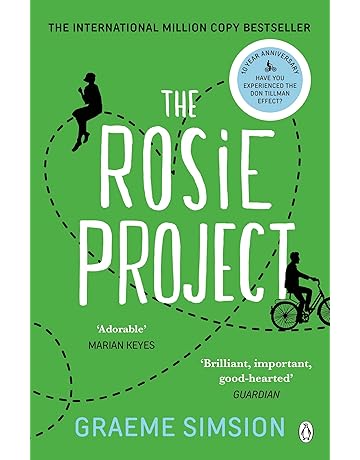 THE INTERNATIONAL MILLION COPY BESTSELLER
10 YEAR ANNIVERSARY
HAVE YOU
EXPERIENCED THE
DON TILLMAN
EFFECT?
THE
ROSiE
PROJECT
‘Adorable’
MARIAN KEYES
‘Brilliant, important,
good-hearted’
GUARDIAN
GRAEME SIMSION